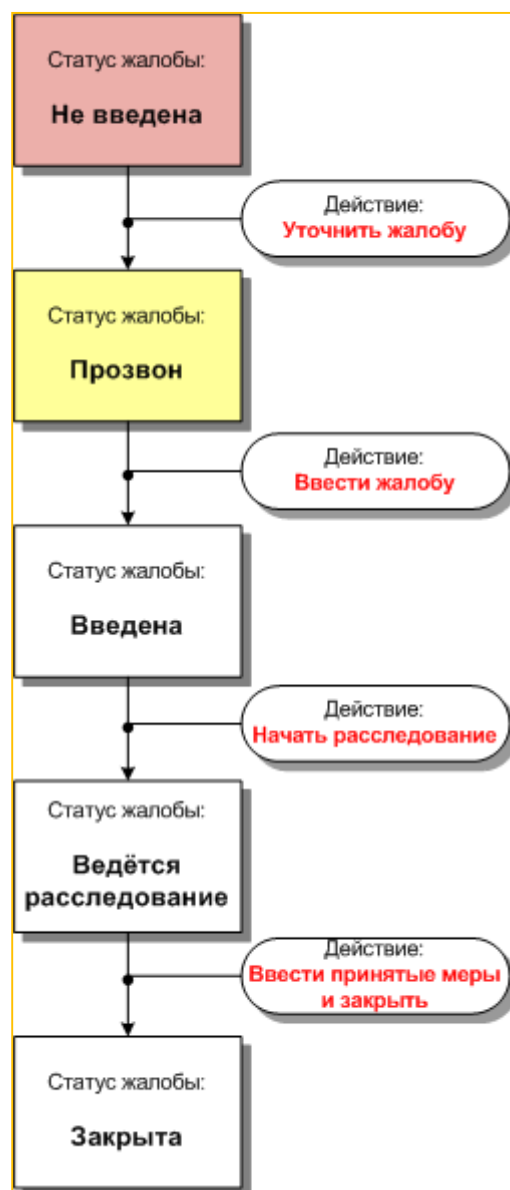 Статус жалобы:
Не введена
Действие:
Уточнить жалобу
Статус жалобы:
Прозвон
Действие:
Ввести жалобу
Статус жалобы:
Введена
Действие:
Начать расследование
Статус жалобы:
Ведётся
расследование
Действие:
Ввести принятые меры
и закрыть
Статус жалобы:
Закрыта